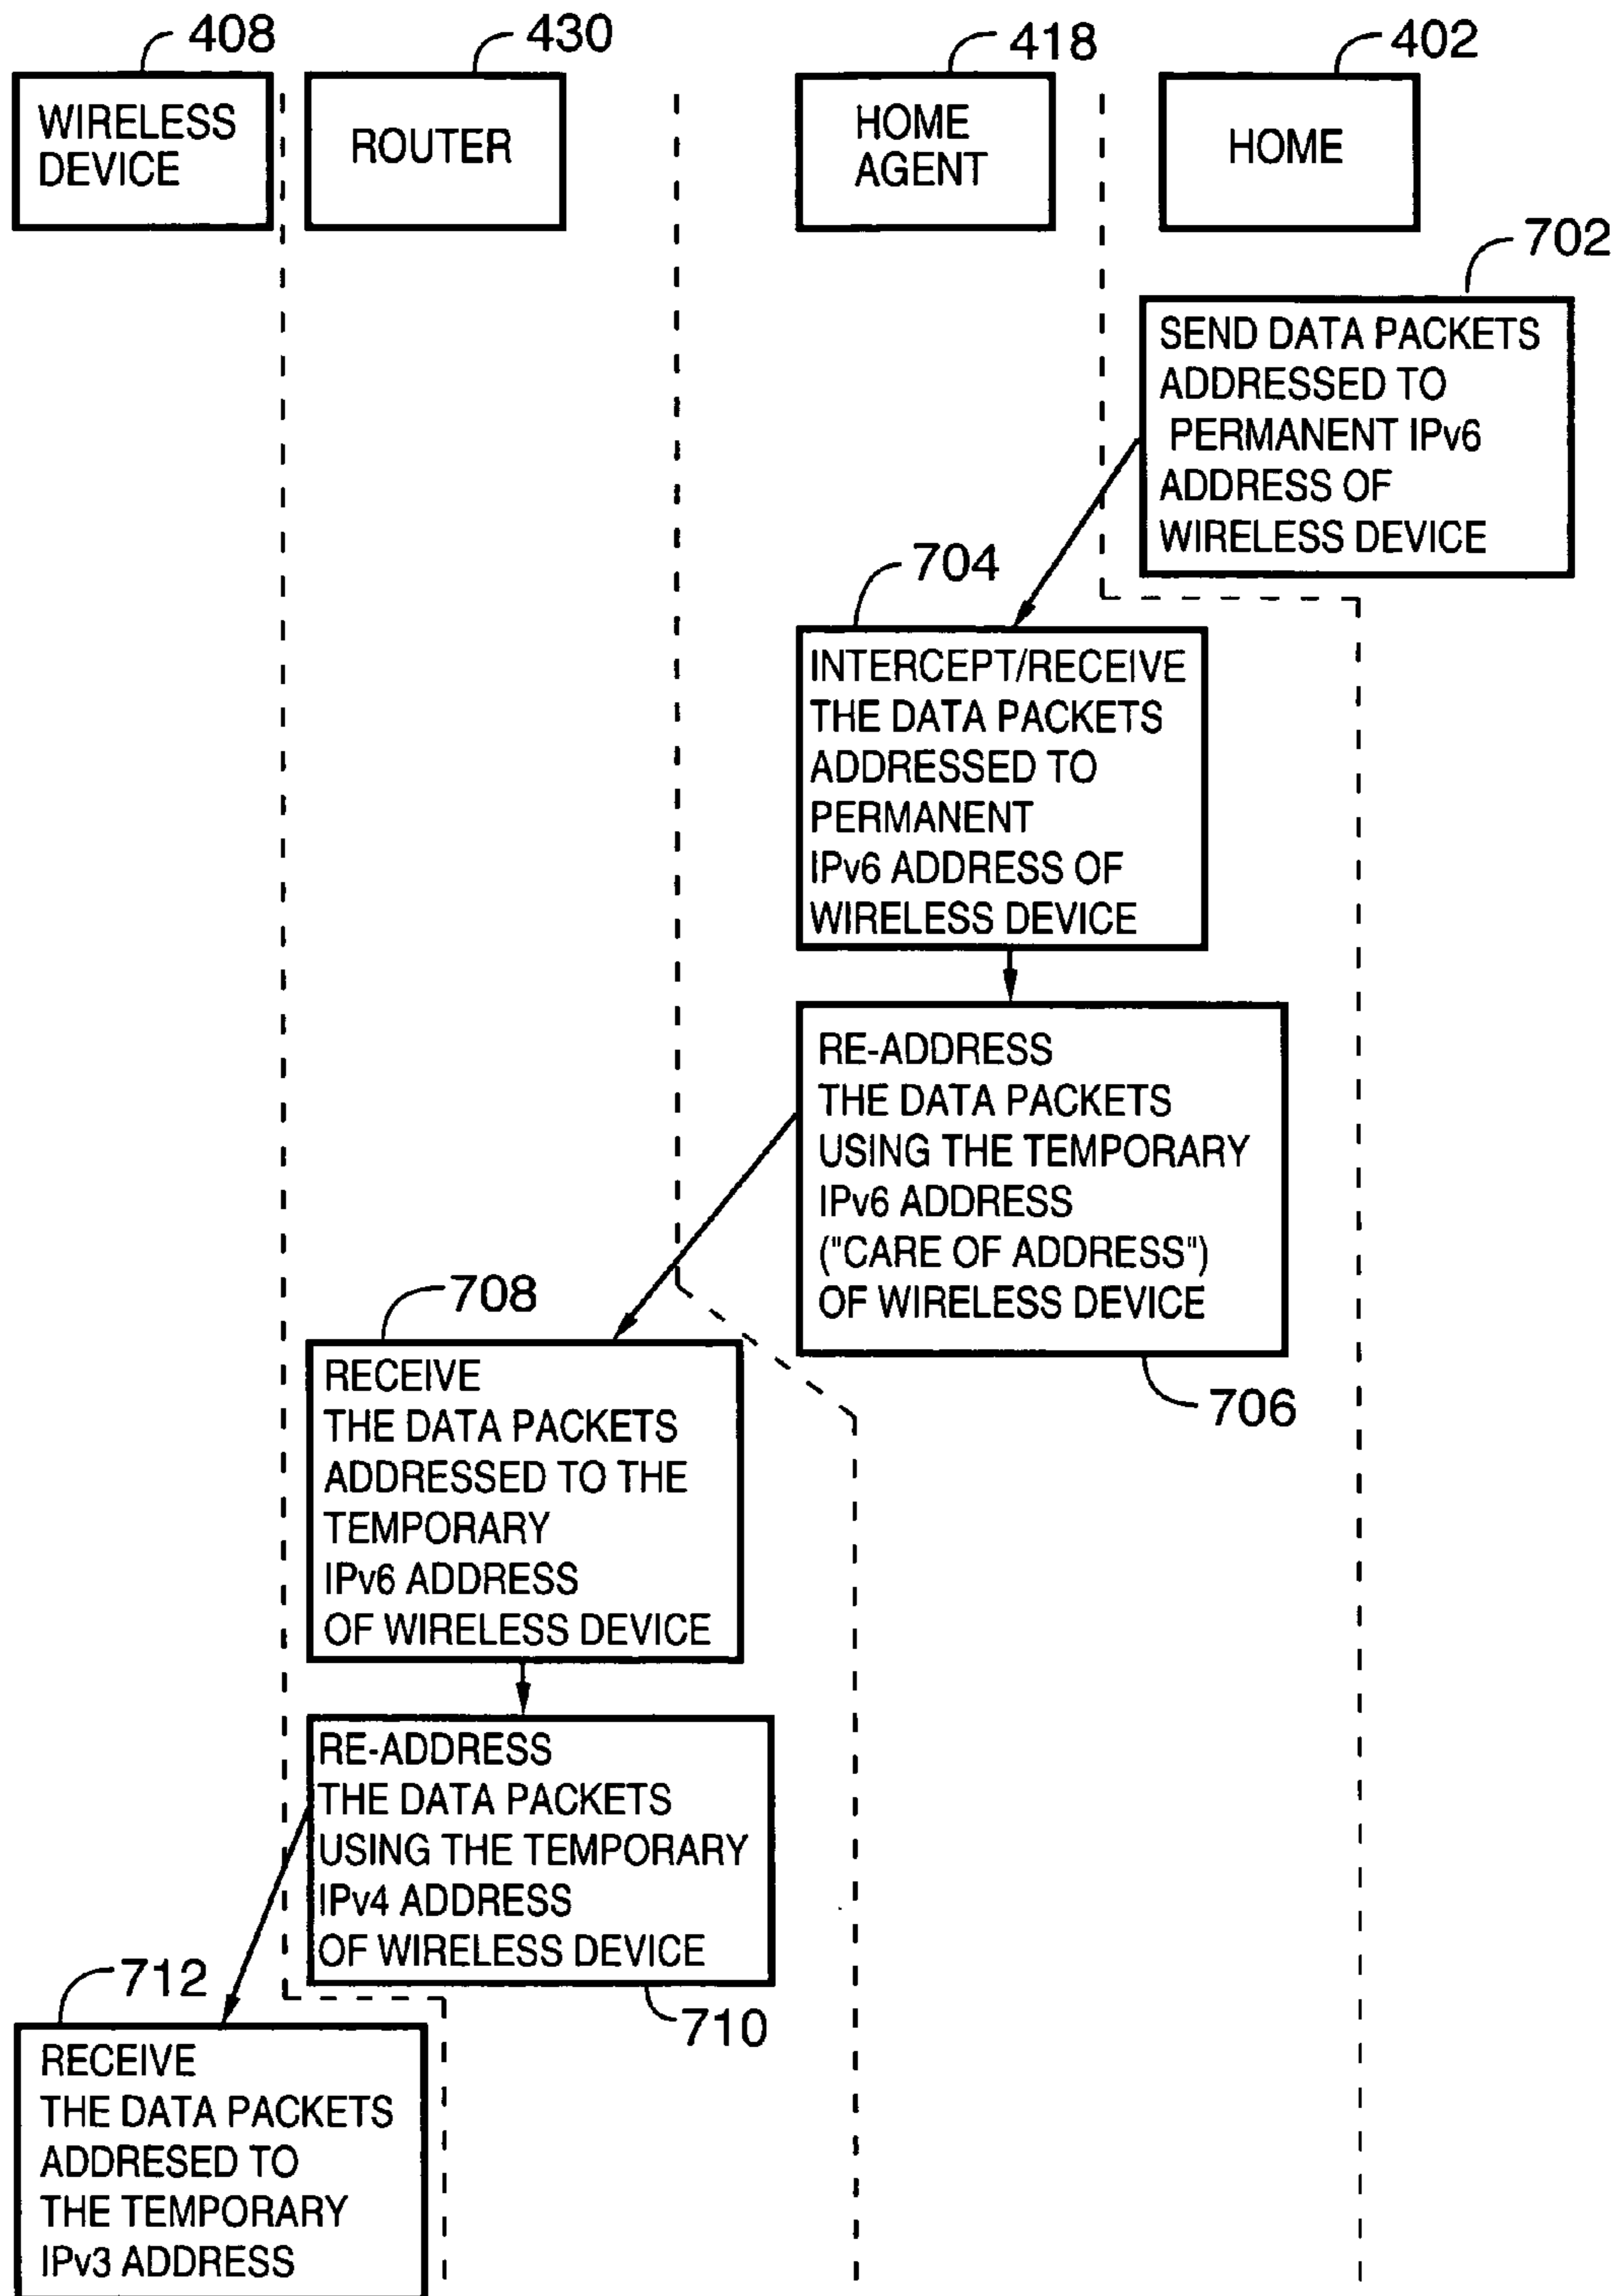 408
430
418
402
WIRELESS
DEVICE
ROUTER
HOME
AGENT
HOME
702
SEND DATA PACKETS
ADDRESSED TO
PERMANENT IPv6
ADDRESS OF
WIRELESS DEVICE
704
INTERCEPT/RECEIVE
THE DATA PACKETS
ADDRESSED TO
PERMANENT
IPv6 ADDRESS OF
WIRELESS DEVICE
RE-ADDRESS
THE DATA PACKETS
USING THE TEMPORARY
IPv6 ADDRESS
("CARE OF ADDRESS")
OF WIRELESS DEVICE
706
708
RECEIVE
THE DATA PACKETS
ADDRESSED TO THE
TEMPORARY
IPv6 ADDRESS
OF WIRELESS DEVICE
RE-ADDRESS
THE DATA PACKETS
USING THE TEMPORARY
IPv4 ADDRESS
OF WIRELESS DEVICE
710
712
RECEIVE
THE DATA PACKETS
ADDRESED TO
THE TEMPORARY
IPv3 ADDRESS